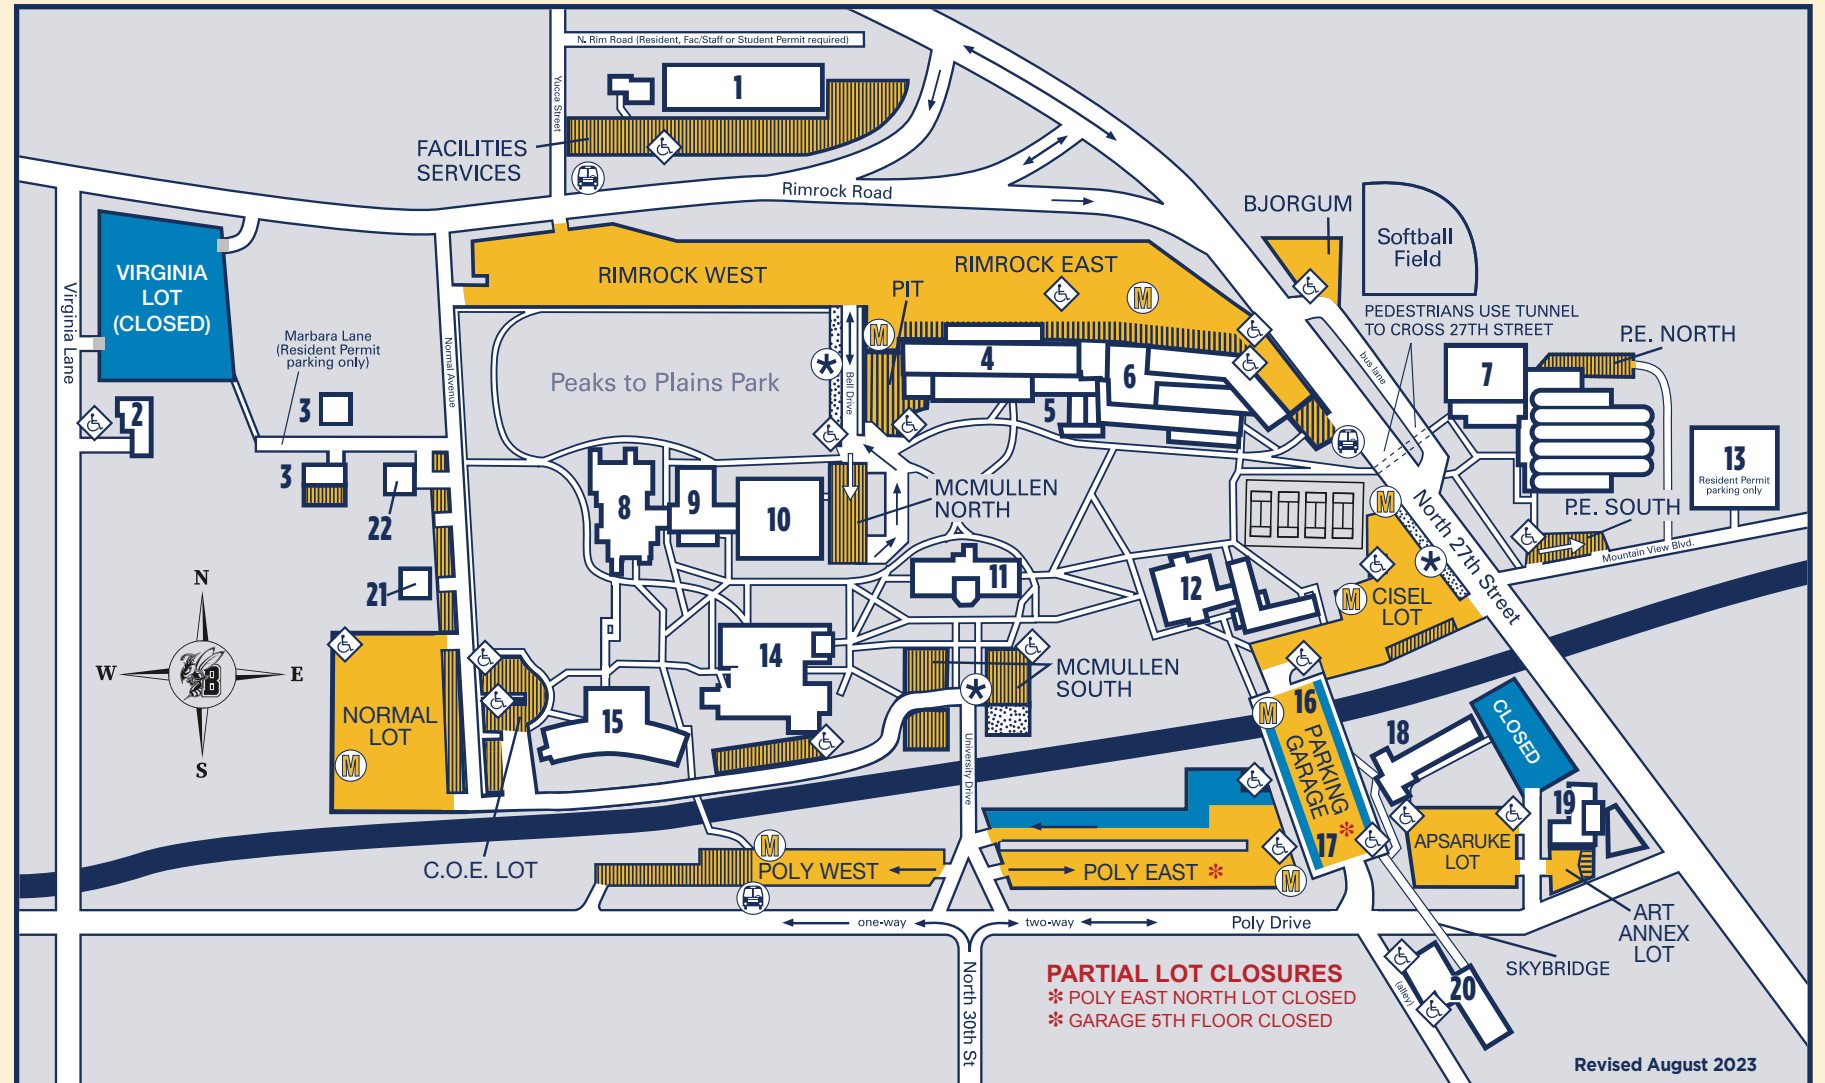 N. Rim Road (Resident, Fac/Staff or Student Permit required)
Yucca Street
1
FACILITIES
SERVICES
Rimrock Road
BJORGUM
Softball
Field
VIRGINIA
LOT
(CLOSED)
Virginia Lane
RIMROCK WEST
RIMROCK EAST
M
PIT
M
PEDESTRIANS USE TUNNEL
TO CROSS 27TH STREET
bus lane
P.E. NORTH
Marbara Lane
(Resident Permit
parking only)
Normal Avenue
Peaks to Plains Park
*
Bell Drive
4
6
5
7
2
3
3
22
8
9
10
MCMULLEN
NORTH
M
North 27th Street
13
Resident Permit
parking only
P.E. SOUTH
Mountain View Blvd.
*
21
11
12
M
CISEL
LOT
N
W
E
S
B
14
MCMULLEN
SOUTH
*
NORMAL
LOT
M
15
University Drive
16
M
PARKING
GARAGE
17 *
18
CLOSED
19
APSARUKE
LOT
C.O.E. LOT
M
POLY WEST
POLY EAST *
M
one-way
two-way
Poly Drive
ART
ANNEX
LOT
SKYBRIDGE
20
(alley)
North 30th St
PARTIAL LOT CLOSURES
* POLY EAST NORTH LOT CLOSED
* GARAGE 5TH FLOOR CLOSED
Revised August 2023